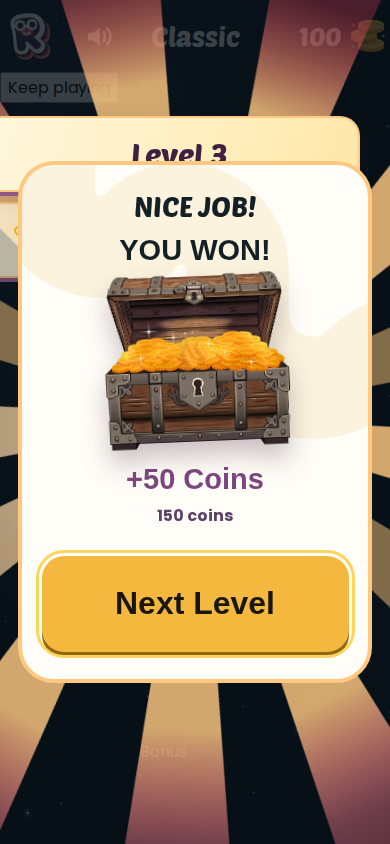 Classic
100
Keep playing
Level 3
NICE JOB!
YOU WON!
+50 Coins
150 coins
Next Level
Bonus